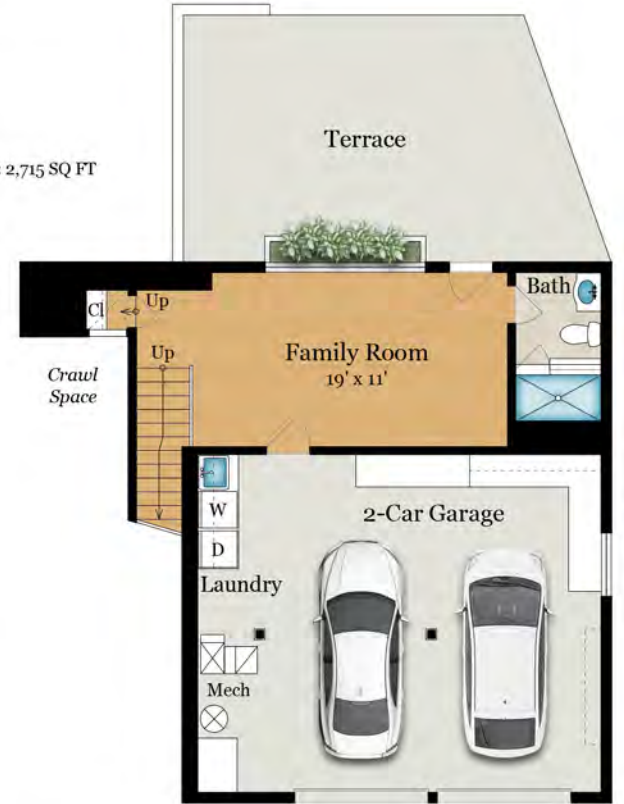 Terrace
: 2,715 SQ FT
Bath
Cl
Up
Up
Family Room
19' x 11'
Crawl
Space
W
2-Car Garage
D
Laundry
Mech